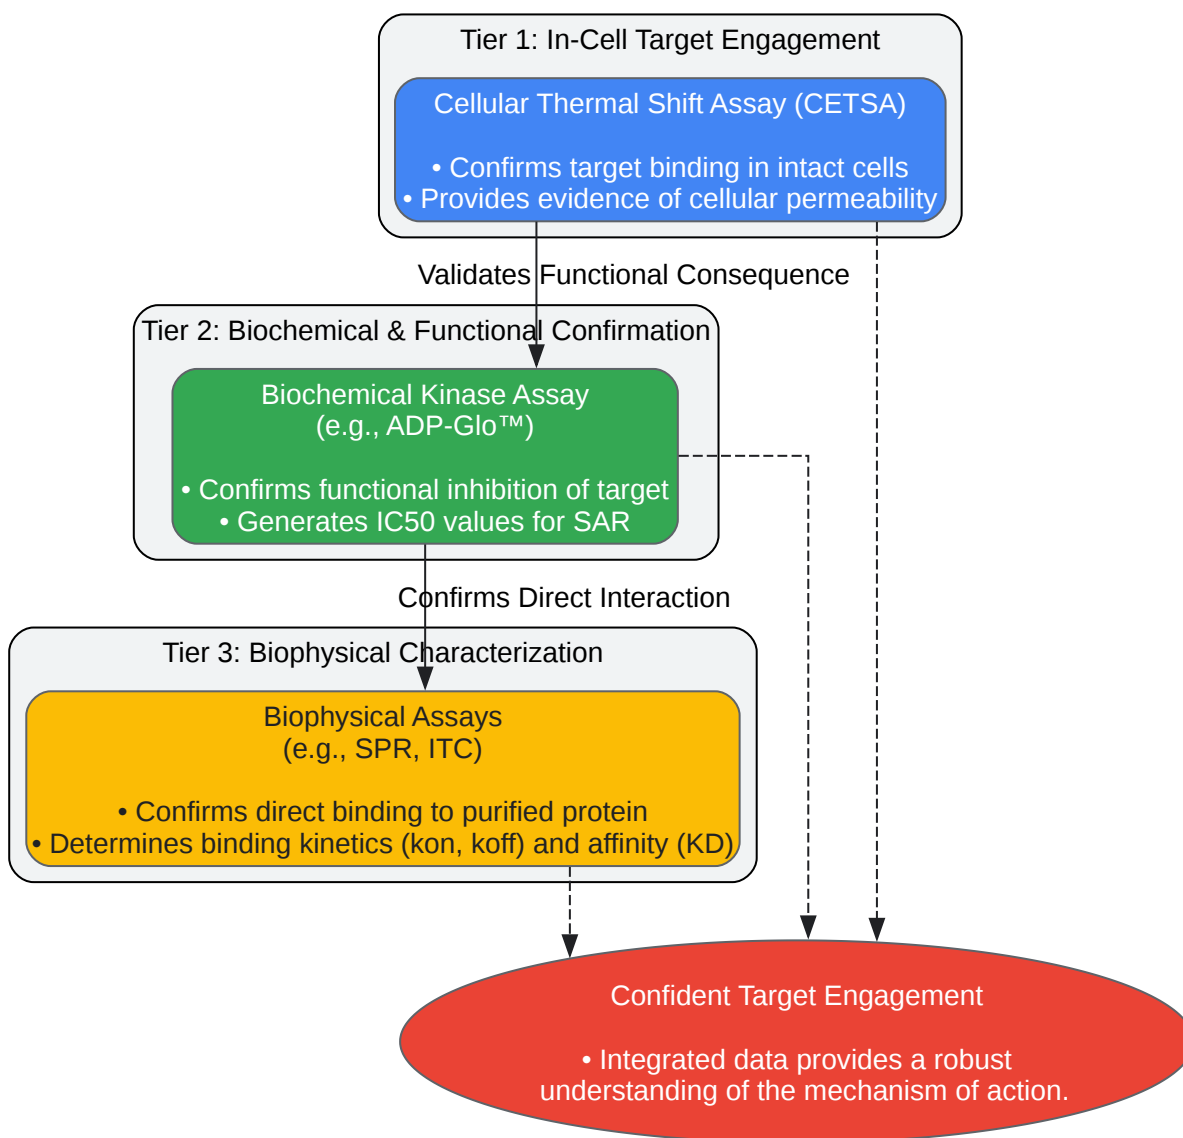 Tier 1: In-Cell Target Engagement
Cellular Thermal Shift Assay (CETSA)
• Confirms target binding in intact cells
• Provides evidence of cellular permeability
Validates Functional Consequence
Tier 2: Biochemical & Functional Confirmation
Biochemical Kinase Assay
(e.g., ADP-Glo™)
• Confirms functional inhibition of target
• Generates IC50 values for SAR
Confirms Direct Interaction
Tier 3: Biophysical Characterization
Biophysical Assays
(e.g., SPR, ITC)
• Confirms direct binding to purified protein
• Determines binding kinetics (kon, koff) and affinity (KD)
Confident Target Engagement
• Integrated data provides a robust
understanding of the mechanism of action.